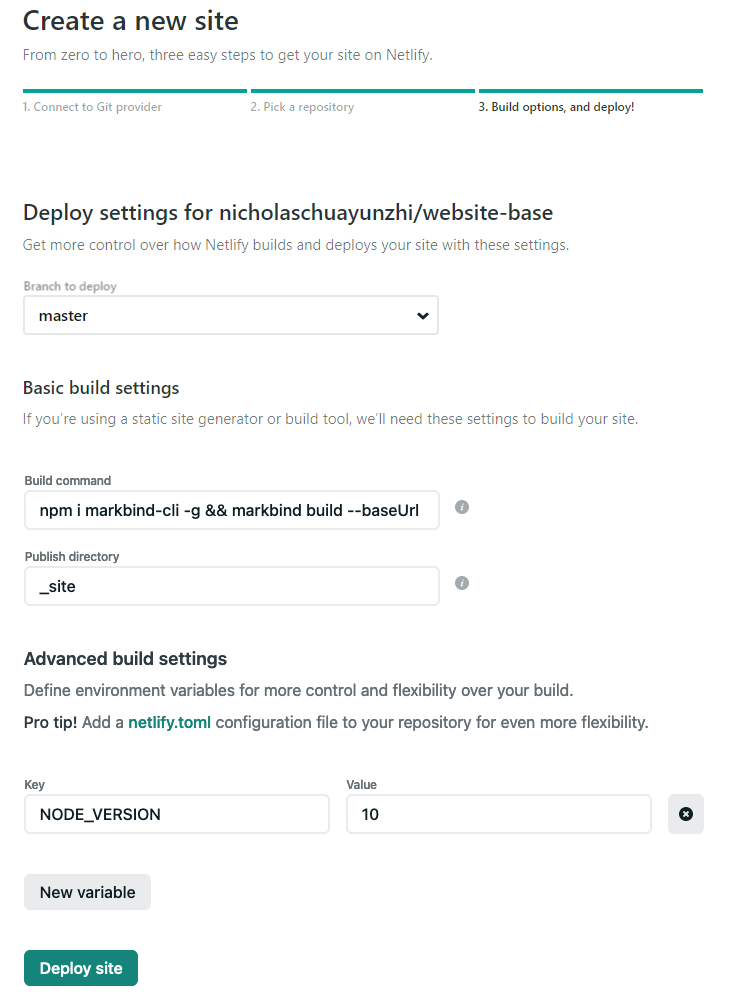 Create a new site
From zero to hero, three easy steps to get your site on Netlify.
1. Connect to Git provider
2. Pick a repository
3. Build options, and deploy!
Deploy settings for nicholaschuayunzhi/website-base
Get more control over how Netlify builds and deploys your site with these settings.
Branch to deploy
master
Basic build settings
If you're using a static site generator or build tool, we'll need these settings to build your site.
Build command
npm i markbind-cli -g && markbind build --baseUrl
Publish directory
_site
Advanced build settings
Define environment variables for more control and flexibility over your build.
Pro tip! Add a netlify.toml configuration file to your repository for even more flexibility.
Key
Value
NODE_VERSION
10
New variable
Deploy site